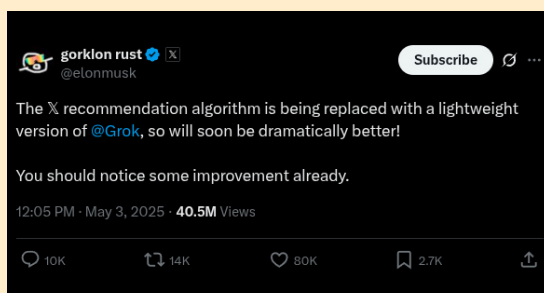 gorklon rust
@elonmusk
Subscribe
The 𝕏 recommendation algorithm is being replaced with a lightweight
version of @Grok, so will soon be dramatically better!
You should notice some improvement already.
12:05 PM · May 3, 2025 · 40.5M Views
10K 14K 80K 2.7K